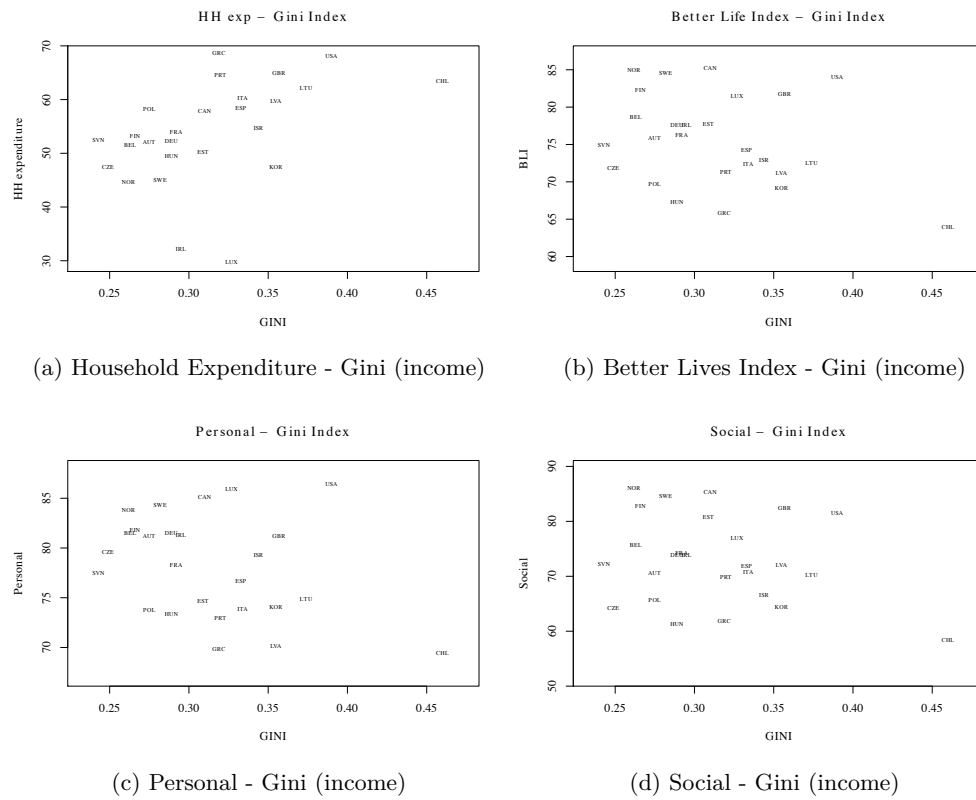 HH exp – Gini Index
HH expenditure
70
60
50
40
30
GRC
USA
PRT
GBR
CHL
LTU
ITA
LVA
POL
CAN
ESP
ISR
FRA
FIN
SVN
BEL
AUT
DEU
HUN
EST
CZE
KOR
NOR
SWE
IRL
LUX
0.25 0.30 0.35 0.40 0.45
GINI
(a) Household Expenditure - Gini (income)
Better Life Index – Gini Index
BLI
85
80
75
70
65
60
NOR
SWE
CAN
USA
FIN
LUX
GBR
BEL
DEU
IRL
CAN
AUT
FRA
SVN
ESP
ISR
CZE
ITA
LTU
PRT
LVA
POL
KOR
HUN
GRC
CHL
0.25 0.30 0.35 0.40 0.45
GINI
(b) Better Lives Index - Gini (income)
Personal – Gini Index
Personal
85
80
75
70
USA
LUX
CAN
SWE
NOR
FIN
BEL
AUT
DEU
IRL
GBR
CZE
ISR
FRA
SVN
ESP
EST
LTU
POL
HUN
ITA
KOR
PRT
GRC
LVA
CHL
0.25 0.30 0.35 0.40 0.45
GINI
(c) Personal - Gini (income)
Social – Gini Index
Social
90
80
70
60
50
NOR
SWE
CAN
FIN
GBR
EST
USA
LUX
BEL
FRA
DEU
IRL
SVN
ESP
LVA
AUT
ITA
PRT
LTU
POL
ISR
CZE
KOR
HUN
GRC
CHL
0.25 0.30 0.35 0.40 0.45
GINI
(d) Social - Gini (income)